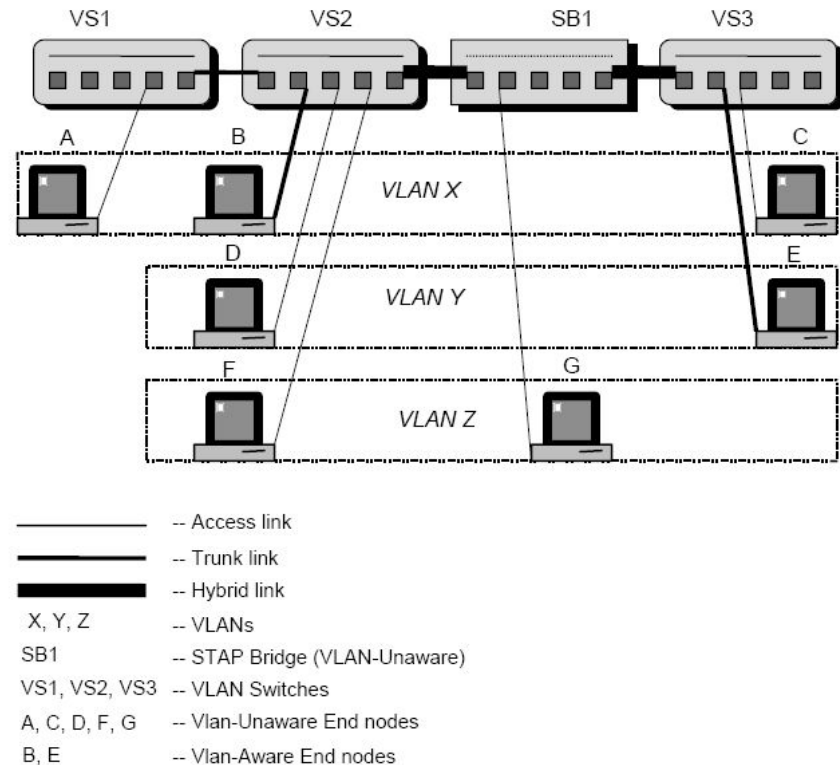 VS1 VS2 SB1 VS3
A B C
VLAN X
D E
VLAN Y
F G
VLAN Z
-- Access link
-- Trunk link
-- Hybrid link
X, Y, Z -- VLANs
SB1 -- STAP Bridge (VLAN-Unaware)
VS1, VS2, VS3 -- VLAN Switches
A, C, D, F, G -- Vlan-Unaware End nodes
B, E -- Vlan-Aware End nodes